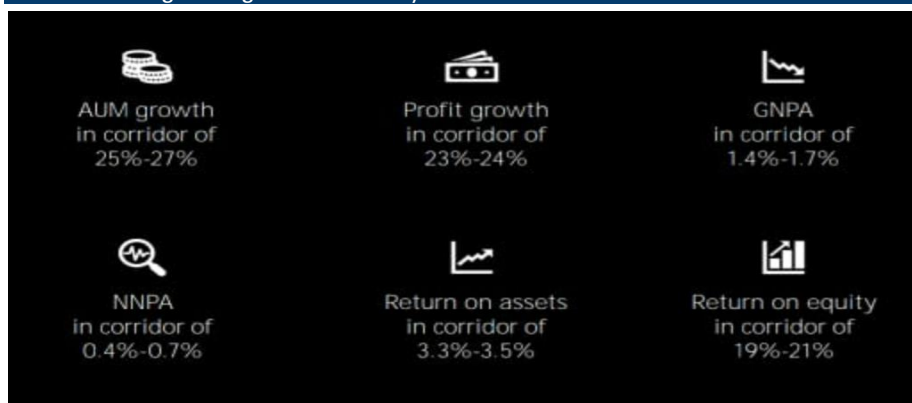 AUM growth
in corridor of
25%-27%
Profit growth
in corridor of
23%-24%
GNPA
in corridor of
1.4%-1.7%
NNPA
in corridor of
0.4%-0.7%
Return on assets
in corridor of
3.3%-3.5%
Return on equity
in corridor of
19%-21%